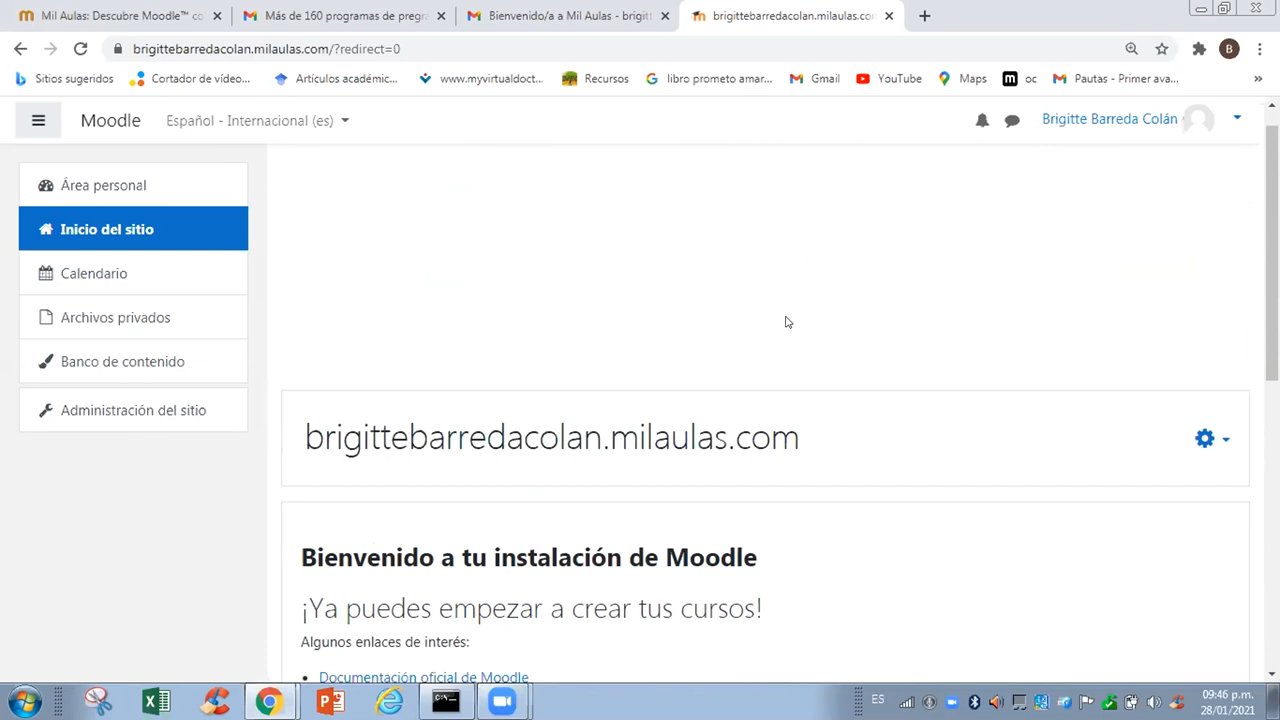 Mil Aulas: Descubre Moodle™ co
Más de 160 programas de pregra
Bienvenido/a a Mil Aulas - brigitt
brigittebarredacolan.milaulas.com
brigittebarredacolan.milaulas.com/?redirect=0
B
Sitios sugeridos
Cortador de vídeo...
Artículos académic...
www.myvirtualdoct...
Recursos
libro prometo amar...
Gmail
YouTube
Maps
oc
Pautas - Primer ava...
Moodle
Español - Internacional (es)
Brigitte Barreda Colán
Área personal
Inicio del sitio
Calendario
Archivos privados
Banco de contenido
Administración del sitio
brigittebarredacolan.milaulas.com
Bienvenido a tu instalación de Moodle
¡Ya puedes empezar a crear tus cursos!
Algunos enlaces de interés:
Documentación oficial de Moodle
ES
09:46 p.m.
28/01/2021